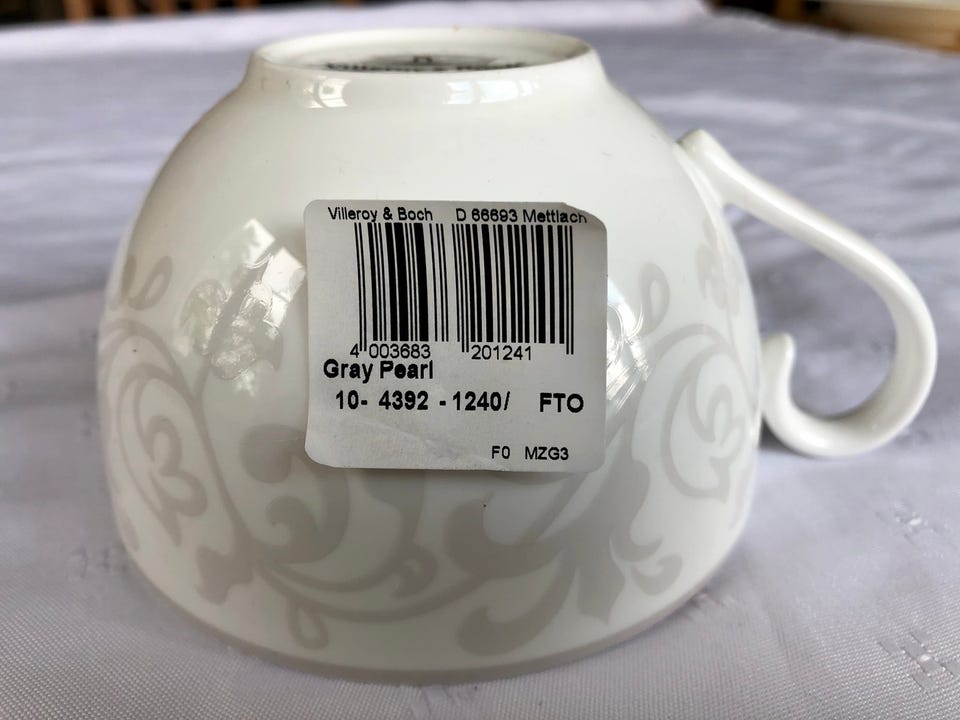 Villeroy & Boch D 66693 Mettlach
4 003683 201241
Gray Pearl
10- 4392 - 1240/ FTO
F0 MZG3